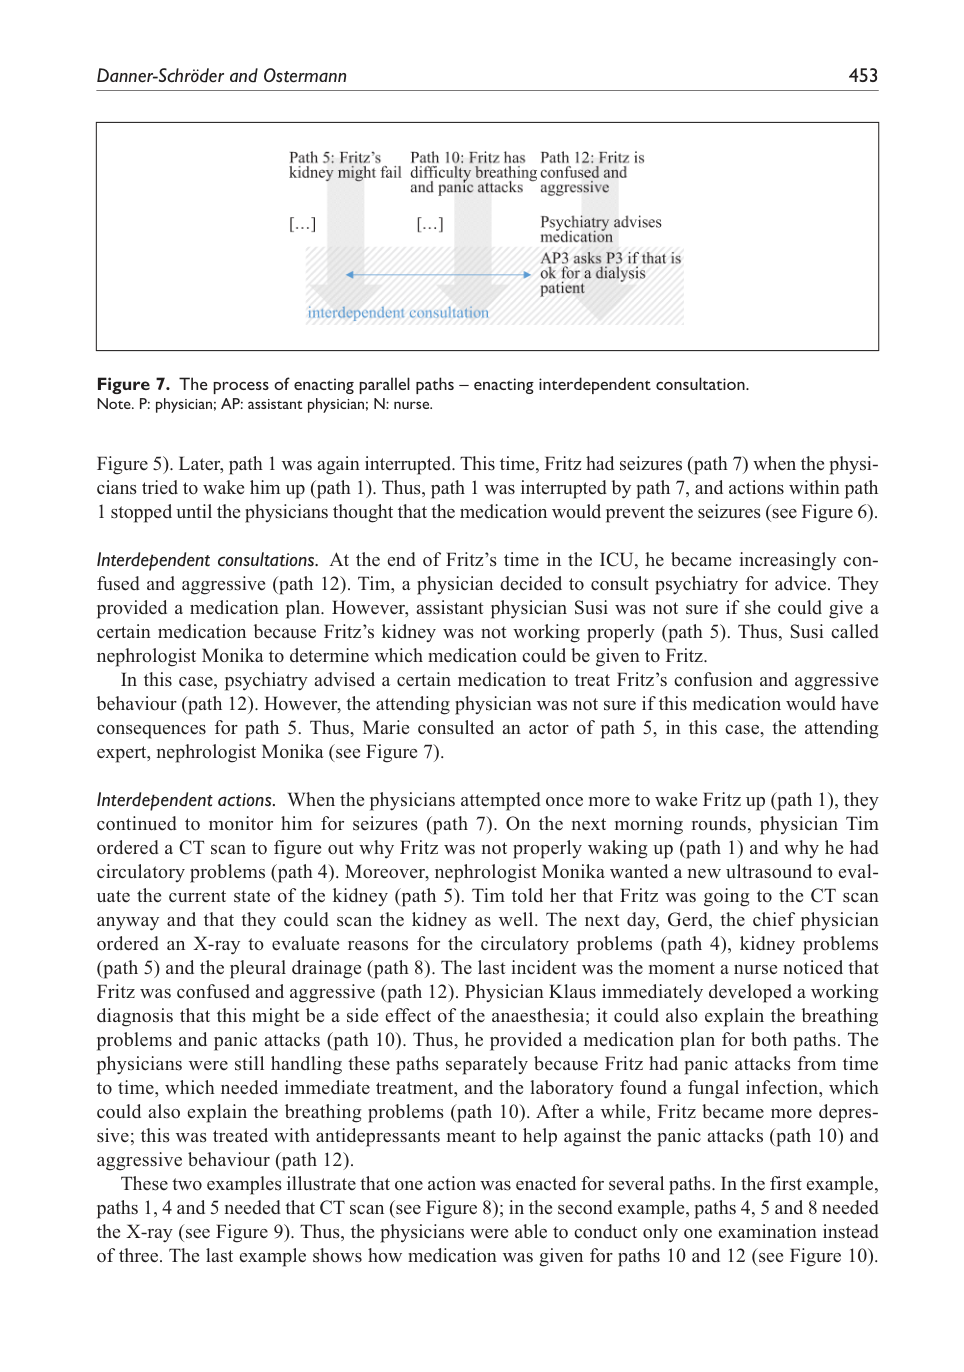 Danner-Schröder and Ostermann 453
Path 5: Fritz's
kidney might fail
Path 10: Fritz has
difficulty breathing
and panic attacks
Path 12: Fritz is
confused and
aggressive
[…]
[…]
Psychiatry advises
medication
AP3 asks P3 if that is
ok for a dialysis
patient
interdependent consultation
Figure 7. The process of enacting parallel paths – enacting interdependent consultation.
Note. P: physician; AP: assistant physician; N: nurse.
Figure 5). Later, path 1 was again interrupted. This time, Fritz had seizures (path 7) when the physi-
cians tried to wake him up (path 1). Thus, path 1 was interrupted by path 7, and actions within path
1 stopped until the physicians thought that the medication would prevent the seizures (see Figure 6).
Interdependent consultations. At the end of Fritz's time in the ICU, he became increasingly con-
fused and aggressive (path 12). Tim, a physician decided to consult psychiatry for advice. They
provided a medication plan. However, assistant physician Susi was not sure if she could give a
certain medication because Fritz's kidney was not working properly (path 5). Thus, Susi called
nephrologist Monika to determine which medication could be given to Fritz.
In this case, psychiatry advised a certain medication to treat Fritz's confusion and aggressive
behaviour (path 12). However, the attending physician was not sure if this medication would have
consequences for path 5. Thus, Marie consulted an actor of path 5, in this case, the attending
expert, nephrologist Monika (see Figure 7).
Interdependent actions. When the physicians attempted once more to wake Fritz up (path 1), they
continued to monitor him for seizures (path 7). On the next morning rounds, physician Tim
ordered a CT scan to figure out why Fritz was not properly waking up (path 1) and why he had
circulatory problems (path 4). Moreover, nephrologist Monika wanted a new ultrasound to eval-
uate the current state of the kidney (path 5). Tim told her that Fritz was going to the CT scan
anyway and that they could scan the kidney as well. The next day, Gerd, the chief physician
ordered an X-ray to evaluate reasons for the circulatory problems (path 4), kidney problems
(path 5) and the pleural drainage (path 8). The last incident was the moment a nurse noticed that
Fritz was confused and aggressive (path 12). Physician Klaus immediately developed a working
diagnosis that this might be a side effect of the anaesthesia; it could also explain the breathing
problems and panic attacks (path 10). Thus, he provided a medication plan for both paths. The
physicians were still handling these paths separately because Fritz had panic attacks from time
to time, which needed immediate treatment, and the laboratory found a fungal infection, which
could also explain the breathing problems (path 10). After a while, Fritz became more depres-
sive; this was treated with antidepressants meant to help against the panic attacks (path 10) and
aggressive behaviour (path 12).
These two examples illustrate that one action was enacted for several paths. In the first example,
paths 1, 4 and 5 needed that CT scan (see Figure 8); in the second example, paths 4, 5 and 8 needed
the X-ray (see Figure 9). Thus, the physicians were able to conduct only one examination instead
of three. The last example shows how medication was given for paths 10 and 12 (see Figure 10).